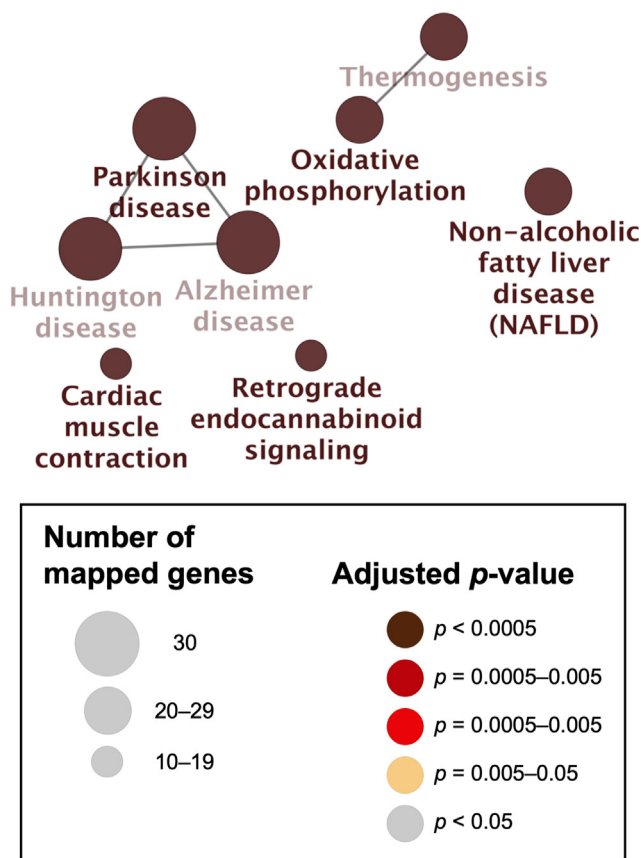 Thermogenesis
Oxidative
phosphorylation
Parkinson
disease
Non-alcoholic
fatty liver
disease
(NAFLD)
Huntington
disease
Alzheimer
disease
Cardiac
muscle
contraction
Retrograde
endocannabinoid
signaling
Number of
mapped genes
30
20–29
10–19
Adjusted p-value
p < 0.0005
p = 0.0005–0.005
p = 0.0005–0.005
p = 0.005–0.05
p < 0.05